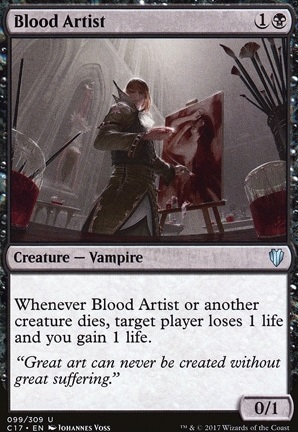 Blood Artist 1
Creature — Vampire
Whenever Blood Artist or another
creature dies, target player loses 1 life
and you gain 1 life.
“Great art can never be created without
great suffering.”
0/1
099/309 U
C17 • EN Johannes Voss
™ & © 2017 Wizards of the Coast